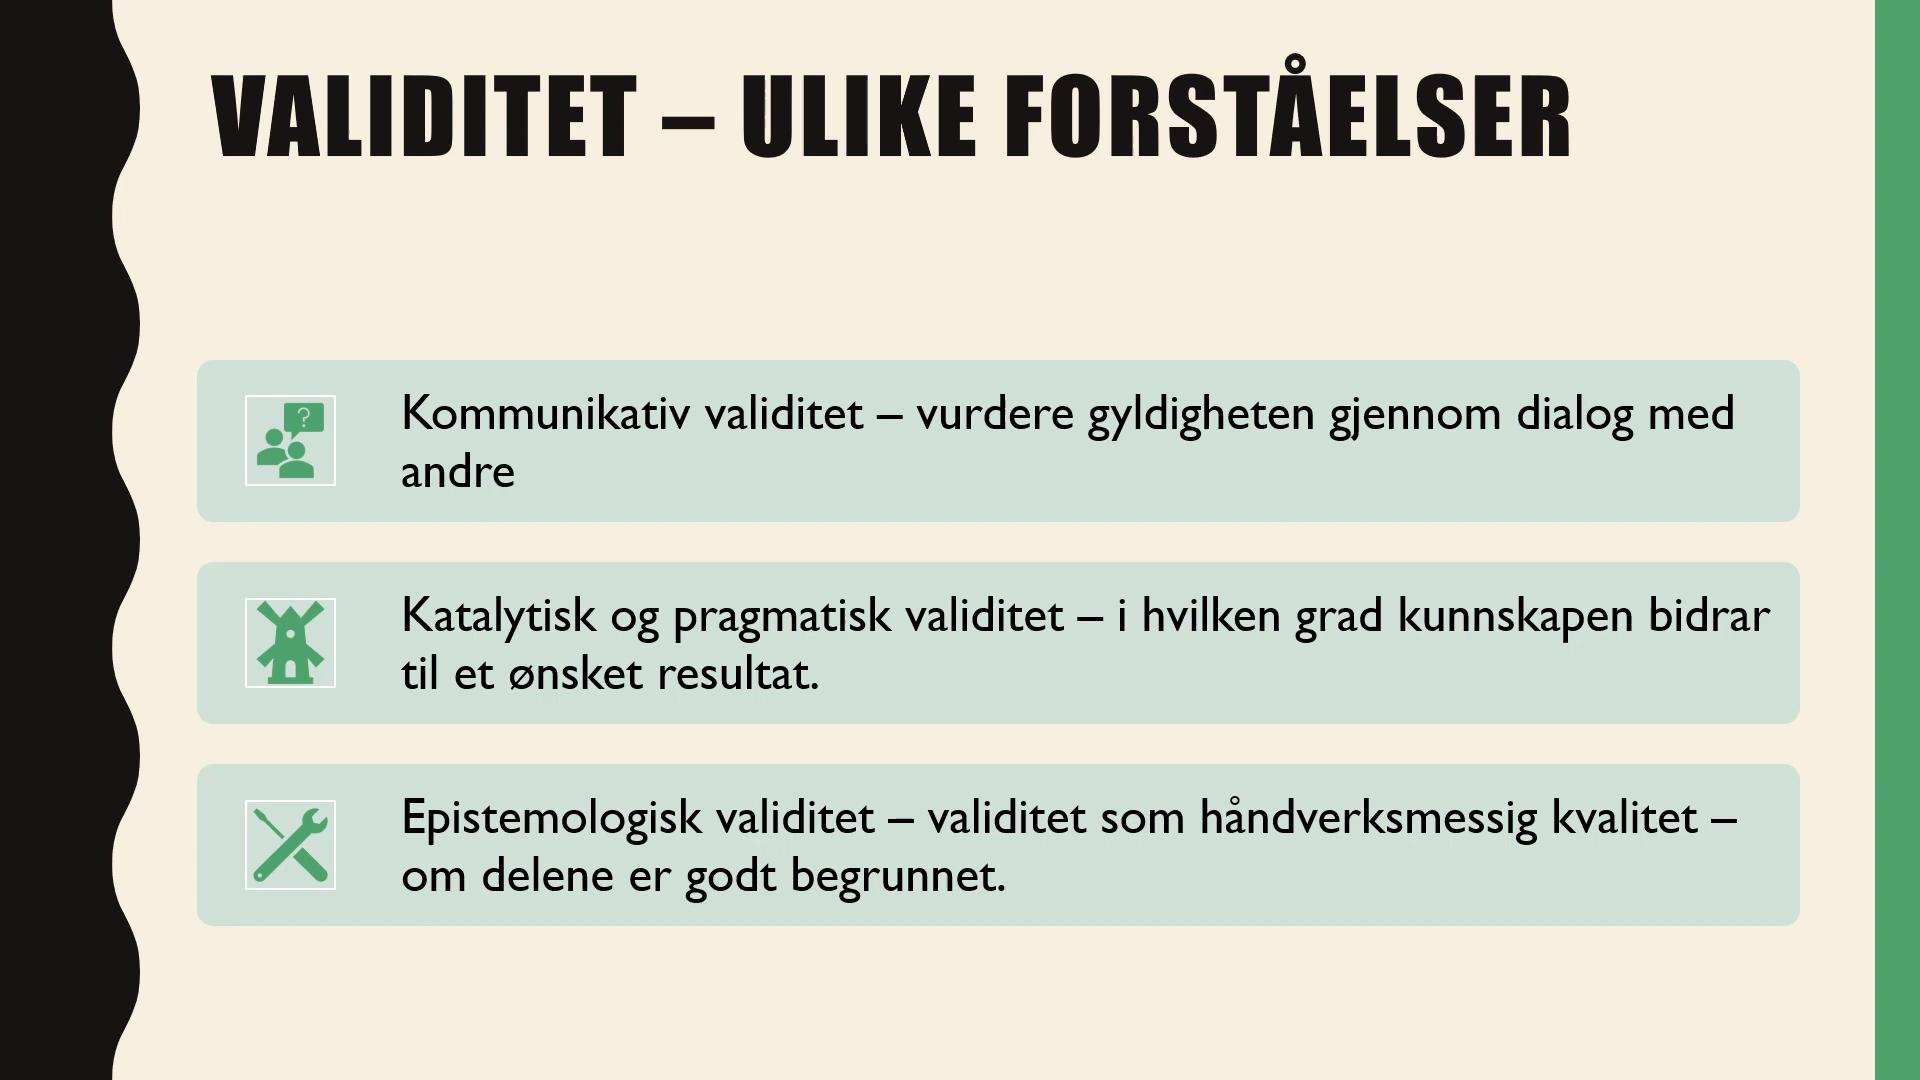 VALIDITET – ULIKE FORSTÅELSER
?
Kommunikativ validitet – vurdere gyldigheten gjennom dialog med
andre
Katalytisk og pragmatisk validitet – i hvilken grad kunnskapen bidrar
til et ønsket resultat.
Epistemologisk validitet – validitet som håndverksmessig kvalitet –
om delene er godt begrunnet.